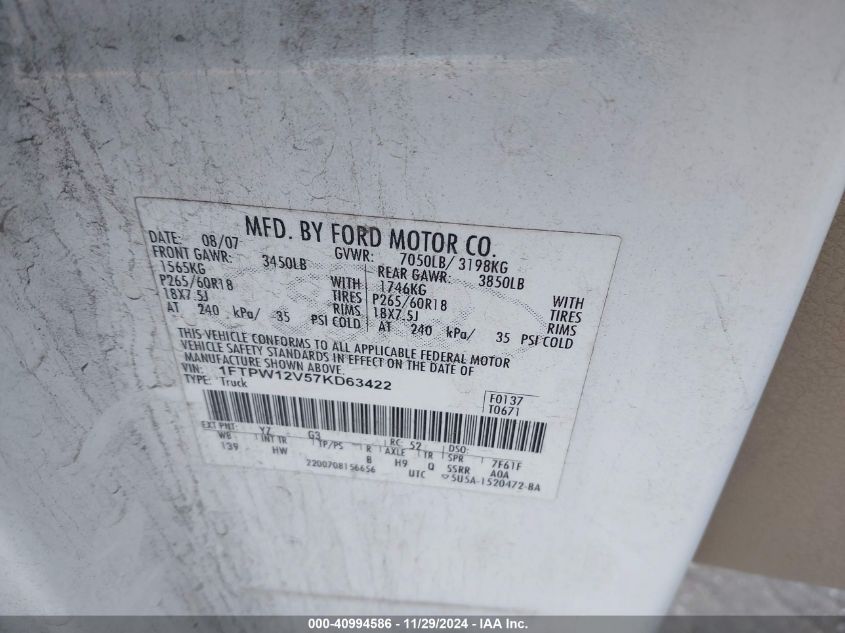 MFD. BY FORD MOTOR CO.
DATE: 08/07 GVWR: 7050LB/ 3198KG
FRONT GAWR: 3450LB REAR GAWR: 3850LB
1565KG WITH 1746KG WITH
P265/60R18 TIRES P265/60R18 TIRES
18X7.5J RIMS 18X7.5J RIMS
AT 240 kPa/ 35 PSI COLD AT 240 kPa/ 35 PSI COLD
THIS VEHICLE CONFORMS TO ALL APPLICABLE FEDERAL MOTOR
VEHICLE SAFETY STANDARDS IN EFFECT ON THE DATE OF
MANUFACTURE SHOWN ABOVE.
VIN: 1FTPW12V57KD63422
TYPE: Truck
F0137
T0671
EXT PNT: YZ G3 RC: 52 DSO:
WB INT TR TP/PS R AXLE TR SPR 7F61F
139 HW B H9 Q 5SRR A0A
2200708156656 UTC 5U5A-1520472-BA
000-40994586 - 11/29/2024 - IAA Inc.